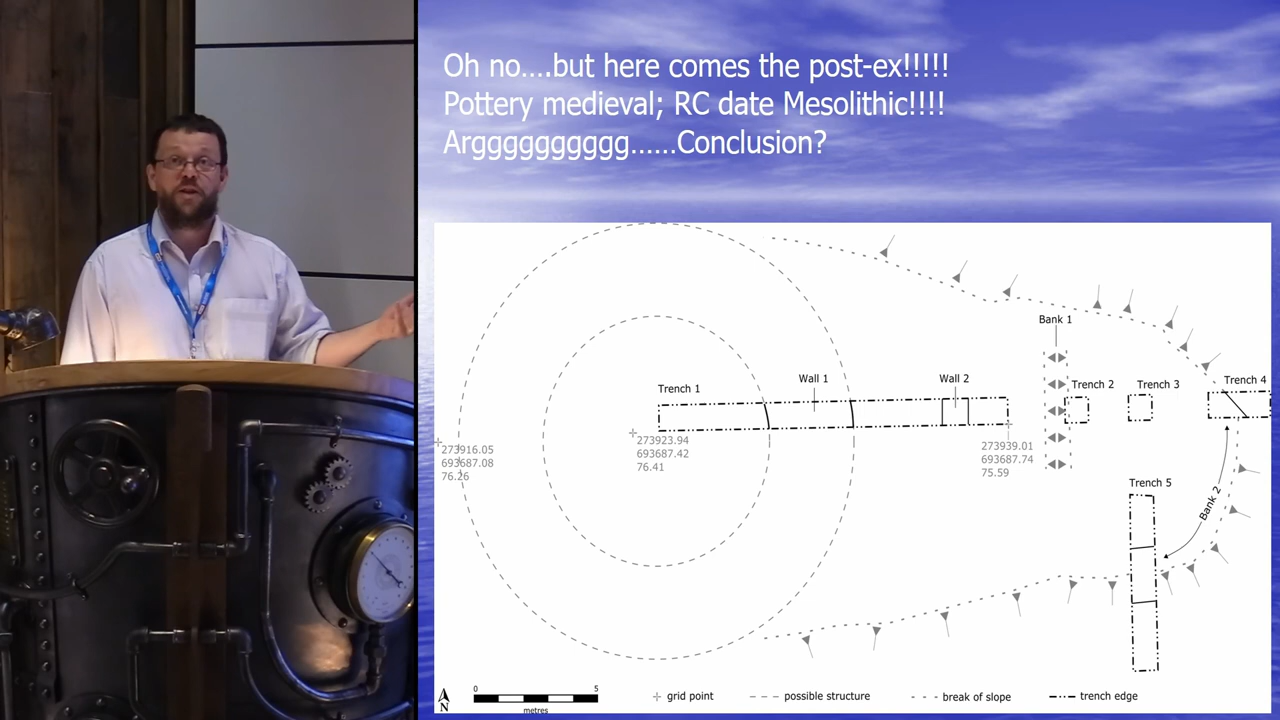 Oh no....but here comes the post-ex!!!!!
Pottery medieval; RC date Mesolithic!!!!
Argggggggggg......Conclusion?
Bank 1
Trench 1
Wall 1
Wall 2
Trench 2
Trench 3
Trench 4
273916.05
693687.08
76.26
273923.94
693687.42
76.41
273939.01
693687.74
75.59
Trench 5
Bank 2
N
0
5
metres
grid point
possible structure
break of slope
trench edge